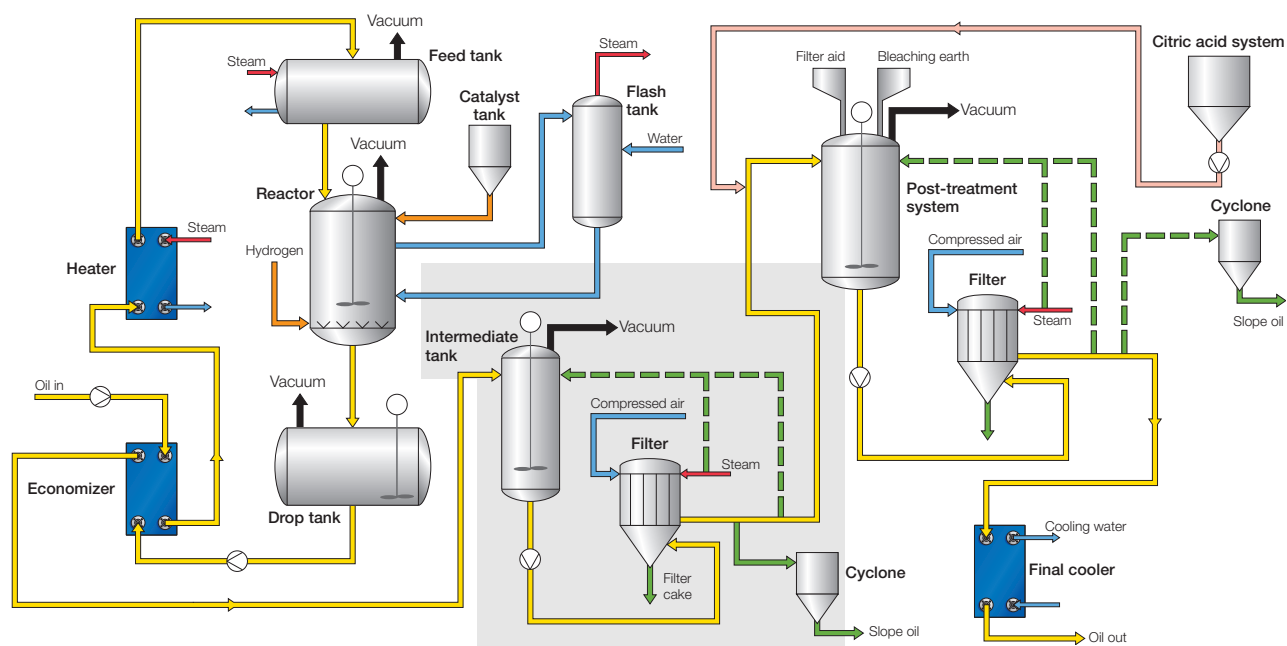 Vacuum
Feed tank
Steam
Steam
Flash
tank
Water
Catalyst
tank
Vacuum
Reactor
Hydrogen
Steam
Heater
Oil in
Economizer
Vacuum
Drop tank
Intermediate
tank
Vacuum
Compressed air
Filter
Steam
Filter
cake
Cyclone
Slope oil
Filter aid
Bleaching earth
Vacuum
Post-treatment
system
Citric acid system
Compressed air
Filter
Steam
Cyclone
Slope oil
Cooling water
Final cooler
Oil out